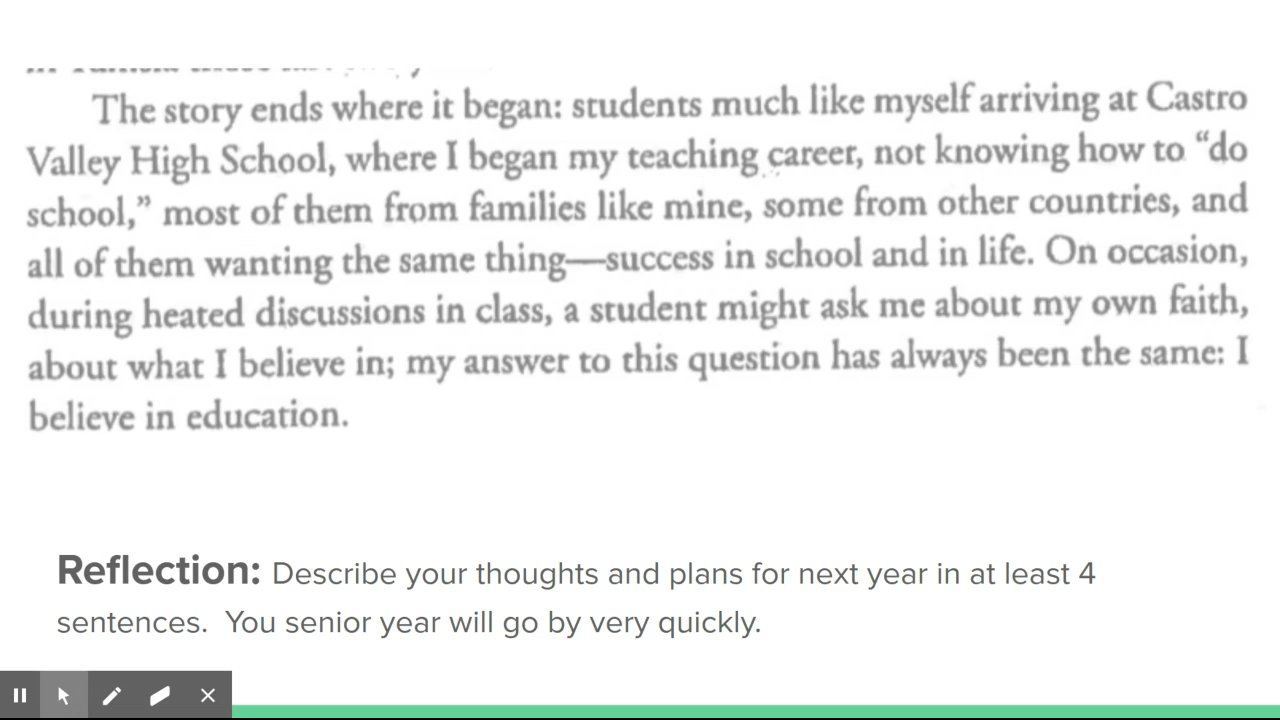 The story ends where it began: students much like myself arriving at Castro
Valley High School, where I began my teaching career, not knowing how to “do
school,” most of them from families like mine, some from other countries, and
all of them wanting the same thing—success in school and in life. On occasion,
during heated discussions in class, a student might ask me about my own faith,
about what I believe in; my answer to this question has always been the same: I
believe in education.
Reflection: Describe your thoughts and plans for next year in at least 4
sentences.  You senior year will go by very quickly.